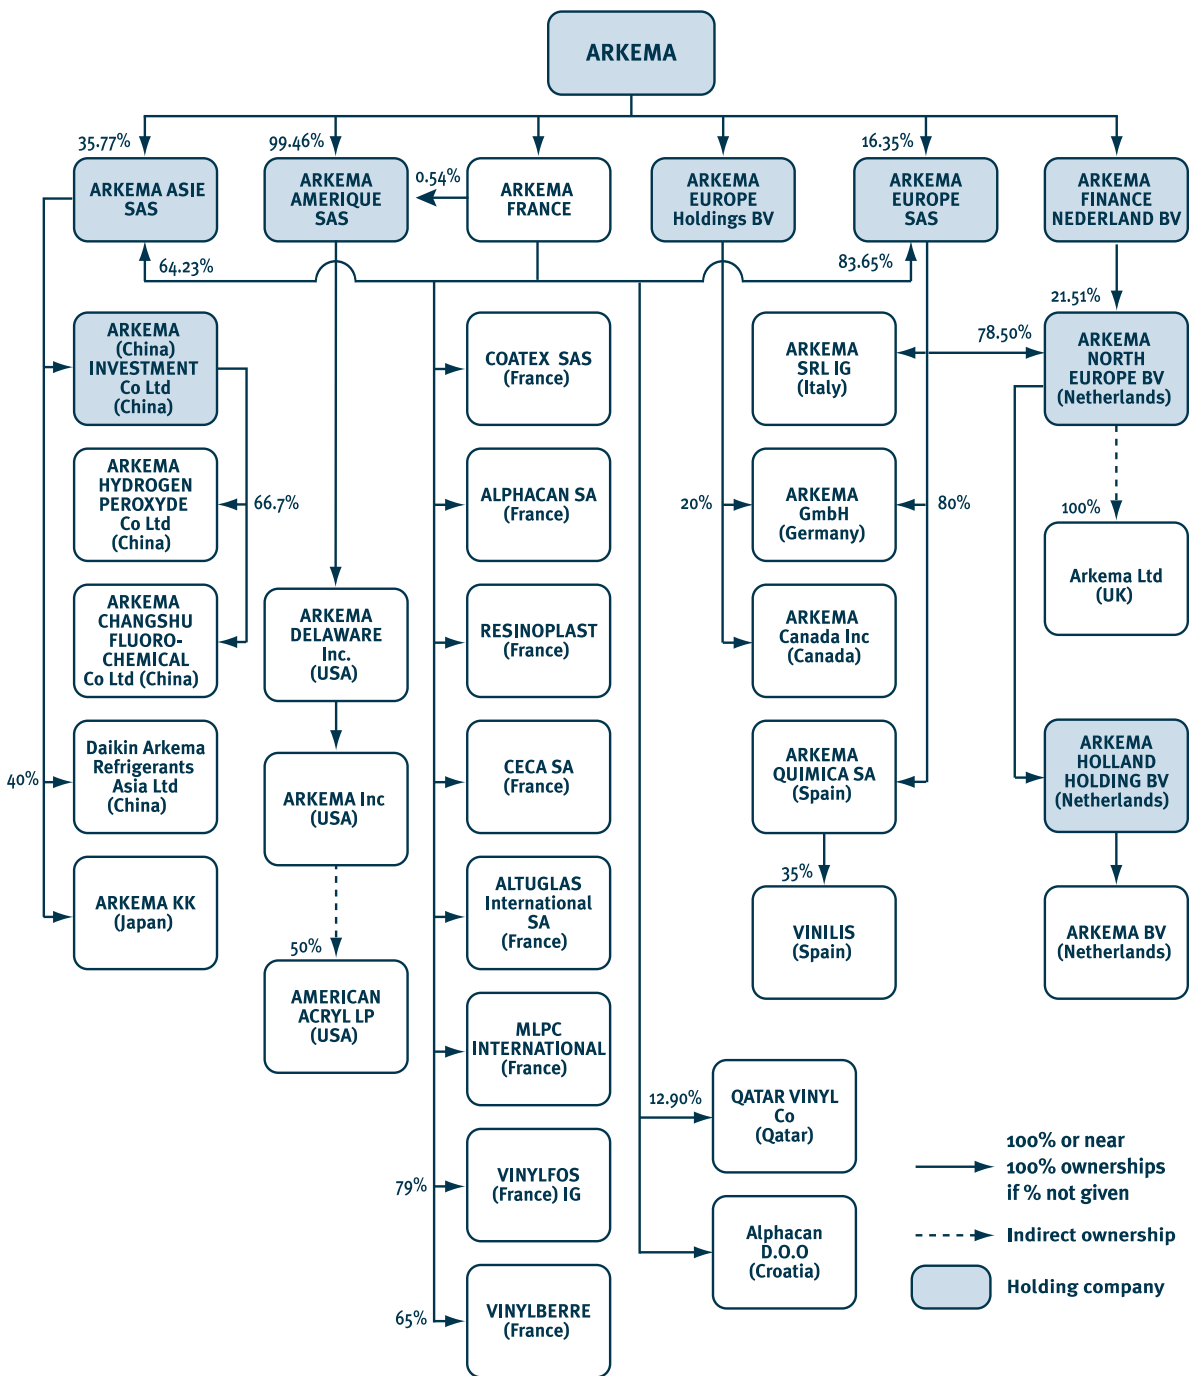 ARKEMA
35.77%
99.46%
16.35%
ARKEMA ASIE
SAS
ARKEMA
AMERIQUE
SAS
0.54%
ARKEMA
FRANCE
ARKEMA
EUROPE
Holdings BV
ARKEMA
EUROPE
SAS
ARKEMA
FINANCE
NEDERLAND BV
64.23%
83.65%
21.51%
ARKEMA
(China)
INVESTMENT
Co Ltd
(China)
COATEX SAS
(France)
ARKEMA
SRL IG
(Italy)
78.50%
ARKEMA
NORTH
EUROPE BV
(Netherlands)
ARKEMA
HYDROGEN
PEROXYDE
Co Ltd
(China)
66.7%
ALPHACAN SA
(France)
20%
ARKEMA
GmbH
(Germany)
80%
100%
Arkema Ltd
(UK)
ARKEMA
CHANGSHU
FLUORO-
CHEMICAL
Co Ltd (China)
ARKEMA
DELAWARE
Inc.
(USA)
RESINOPLAST
(France)
ARKEMA
Canada Inc
(Canada)
40%
Daikin Arkema
Refrigerants
Asia Ltd
(China)
ARKEMA Inc
(USA)
CECA SA
(France)
ARKEMA
QUIMICA SA
(Spain)
ARKEMA
HOLLAND
HOLDING BV
(Netherlands)
35%
ARKEMA KK
(Japan)
ALTUGLAS
International
SA
(France)
VINILIS
(Spain)
ARKEMA BV
(Netherlands)
50%
AMERICAN
ACRYL LP
(USA)
MLPC
INTERNATIONAL
(France)
12.90%
QATAR VINYL
Co
(Qatar)
79%
VINYLFOS
(France) IG
Alphacan
D.O.O
(Croatia)
65%
VINYLBERRE
(France)
100% or near
100% ownerships
if % not given
Indirect ownership
Holding company